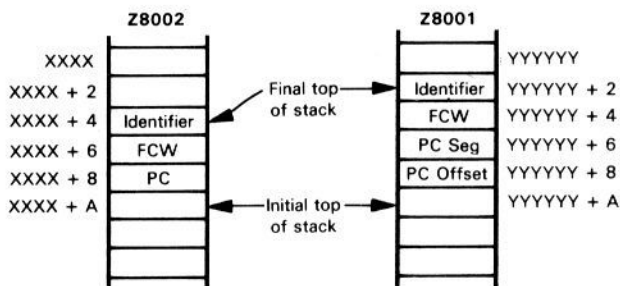 Z8002 Z8001
XXXX YYYYYY
XXXX + 2 Final top of stack Identifier YYYYYY + 2
XXXX + 4 Identifier FCW YYYYYY + 4
XXXX + 6 FCW PC Seg YYYYYY + 6
XXXX + 8 PC PC Offset YYYYYY + 8
XXXX + A Initial top of stack YYYYYY + A